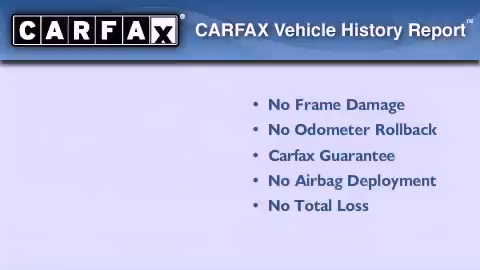 CARFAX® CARFAX Vehicle History Report™
• No Frame Damage
• No Odometer Rollback
• Carfax Guarantee
• No Airbag Deployment
• No Total Loss